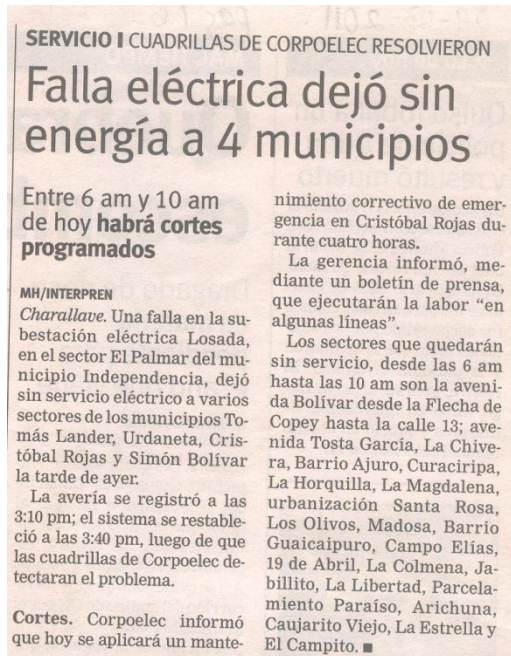 SERVICIO I CUADRILLAS DE CORPOELEC RESOLVIERON
Falla eléctrica dejó sin
energía a 4 municipios
Entre 6 am y 10 am
de hoy habrá cortes
programados
MH/INTERPREN
Charallave. Una falla en la su-
bestación eléctrica Losada,
en el sector El Palmar del mu-
nicipio Independencia, dejó
sin servicio eléctrico a varios
sectores de los municipios To-
más Lander, Urdaneta, Cris-
tóbal Rojas y Simón Bolívar
la tarde de ayer.
La avería se registró a las
3:10 pm; el sistema se restable-
ció a las 3:40 pm, luego de que
las cuadrillas de Corpoelec de-
tectaran el problema.
Cortes. Corpoelec informó
que hoy se aplicará un mante-
nimiento correctivo de emer-
gencia en Cristóbal Rojas du-
rante cuatro horas.
La gerencia informó, me-
diante un boletín de prensa,
que ejecutarán la labor “en
algunas líneas”.
Los sectores que quedarán
sin servicio, desde las 6 am
hasta las 10 am son la aveni-
da Bolívar desde la Flecha de
Copey hasta la calle 13; ave-
nida Tosta García, La Chive-
ra, Barrio Ajuro, Curaciripa,
La Horquilla, La Magdalena,
urbanización Santa Rosa,
Los Olivos, Madosa, Barrio
Guaicaipuro, Campo Elías,
19 de Abril, La Colmena, Ja-
billito, La Libertad, Parcela-
miento Paraíso, Arichuna,
Caujarito Viejo, La Estrella y
El Campito. ■